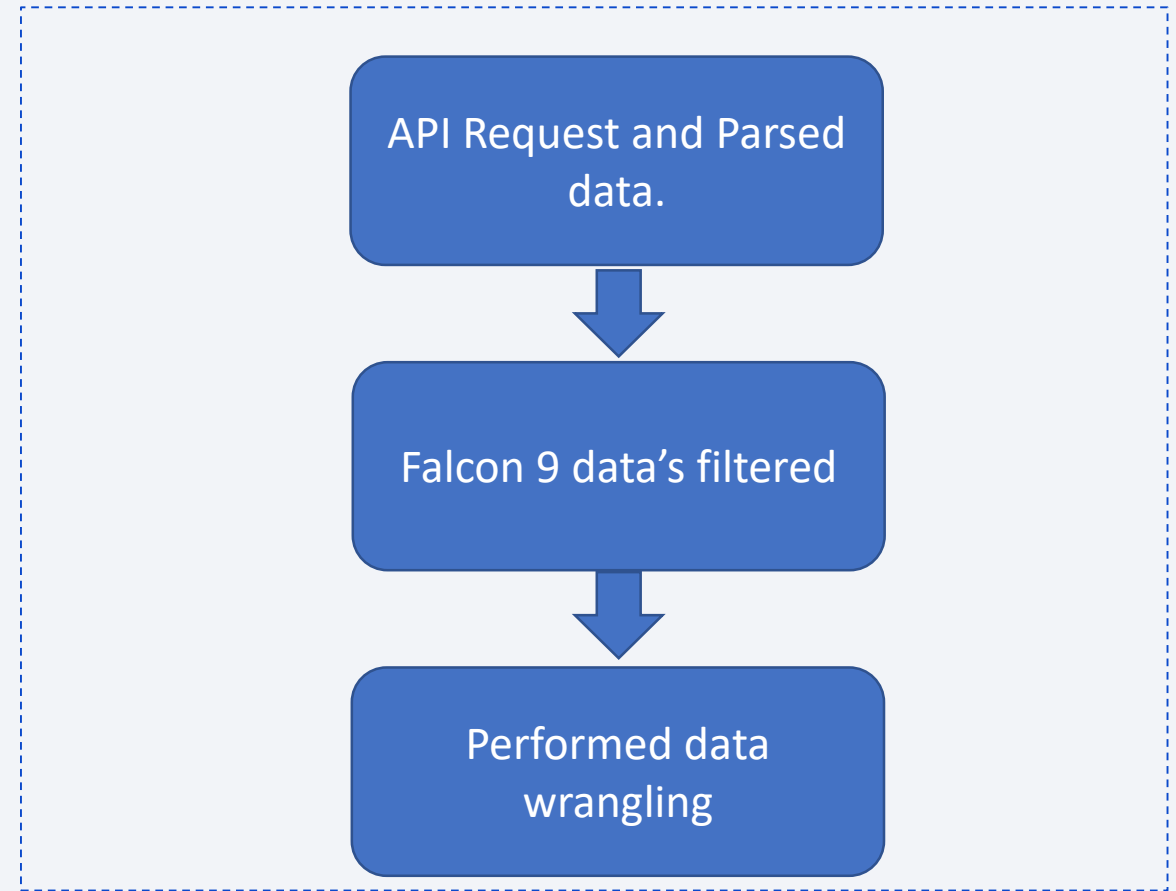 API Request and Parsed
data.
Falcon 9 data’s filtered
Performed data
wrangling